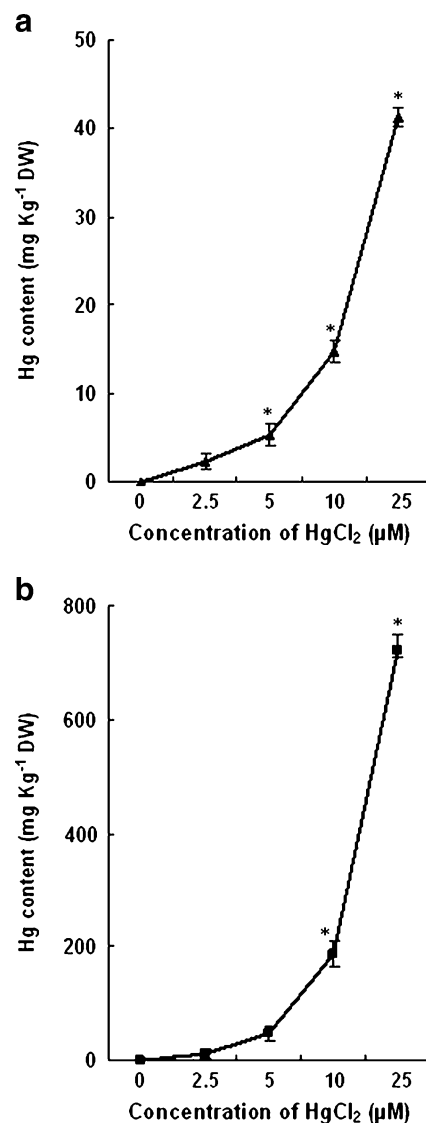 a
Hg content (mg Kg⁻¹ DW)
50
40
30
20
10
0
*
*
*
0 2.5 5 10 25
Concentration of HgCl₂ (µM)
b
Hg content (mg Kg⁻¹ DW)
800
600
400
200
0
*
*
0 2.5 5 10 25
Concentration of HgCl₂ (µM)